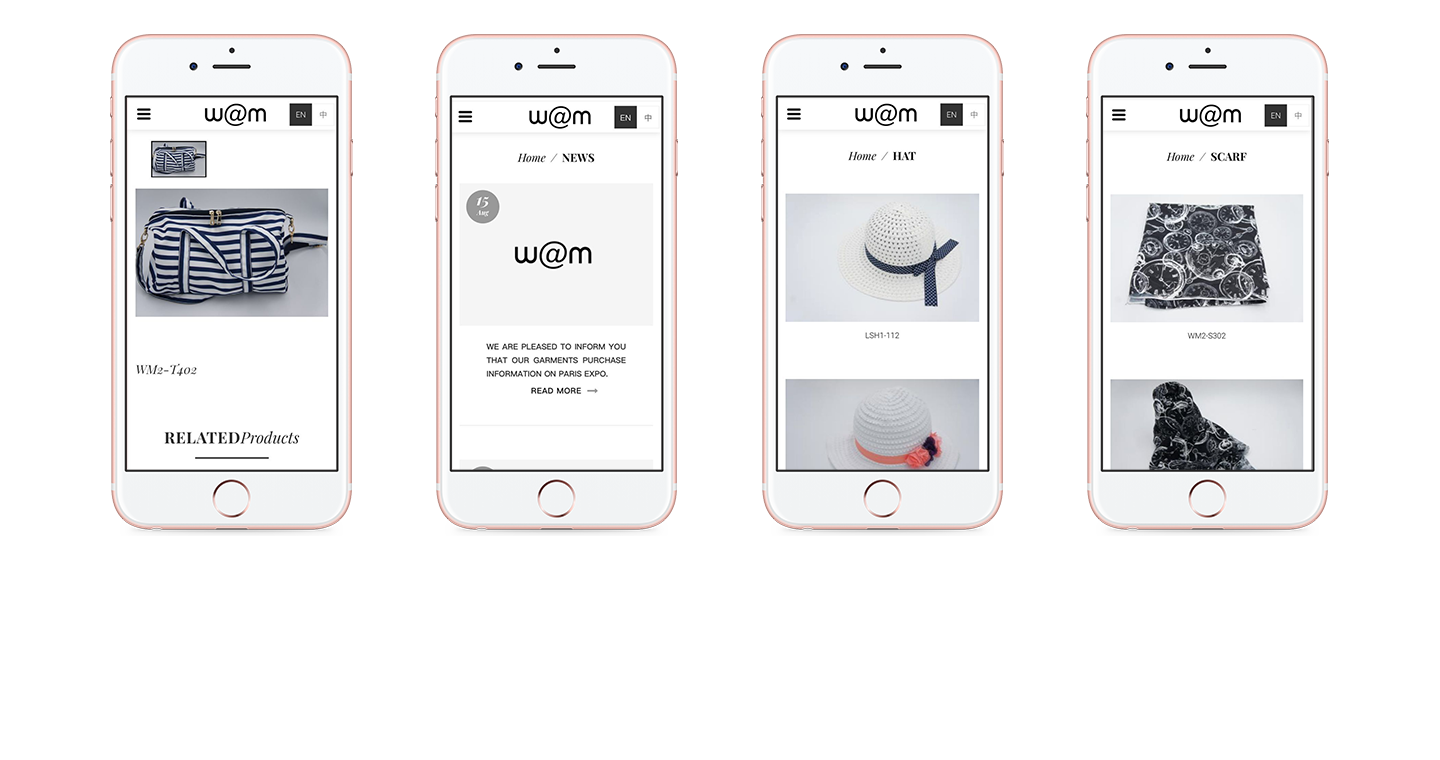 w@m
EN 中
WM2-T402
RELATED Products
w@m
EN 中
Home / NEWS
15
Aug
w@m
WE ARE PLEASED TO INFORM YOU
THAT OUR GARMENTS PURCHASE
INFORMATION ON PARIS EXPO.
READ MORE
w@m
EN 中
Home / HAT
LSH1-112
w@m
EN 中
Home / SCARF
WM2-S302